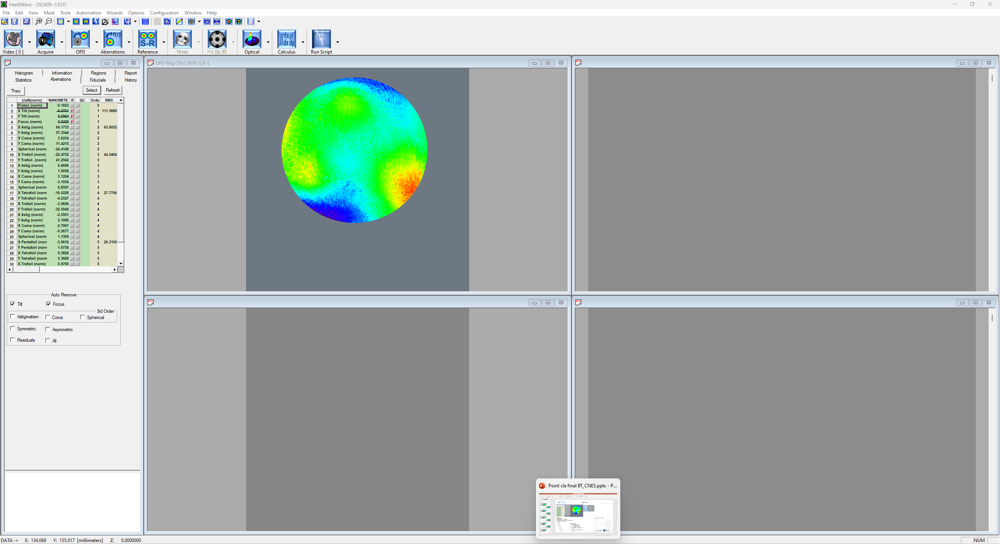 IntelliWave - 202409~1.ESD
File Edit View Mask Tools Automation Wizards Options Configuration Window Help
Video [ 0 ] Acquire OPD Aberrations Reference Mask Fid (S) [0] Optical Calculus Run Script
OPD Map [3A1,M,PCG,R-]
Histogram Information Regions Report
Statistics Aberrations Fiducials History
Theo Select Refresh
UofA(norm) NANOMETE R QC Orde RMS
1 Piston (norm) -0.1823 0
2 X Tilt (norm) -0.0761 1 111.5889
3 Y Tilt (norm) 0.0964 1
4 Focus (norm) 0.0250 1
5 X Astig (norm) 64.1733 2 65.6052
6 Y Astig (norm) 57.3544 2
7 X Coma (norm) 3.6234 2
8 Y Coma (norm) 11.4215 2
9 Spherical (norm -24.4149 2
10 X Trefoil (norm) -22.4722 3 44.5404
11 Y Trefoil. (norm) 41.2942 3
12 X Astig (norm) 6.8686 3
13 Y Astig (norm) 1.0056 3
14 X Coma (norm) 3.1294 3
15 Y Coma (norm) -3.1054 3
16 Spherical (norm 6.8597 3
17 X Tetrafoil (norm -10.0226 4 27.7706
18 Y Tetrafoil (norm -4.2527 4
19 X Trefoil (norm) -3.9696 4
20 Y Trefoil (norm) -32.5040 4
21 X Astig (norm) -2.5501 4
22 Y Astig (norm) 2.1996 4
23 X Coma (norm) -2.7067 4
24 Y Coma (norm) -0.2677 4
25 Spherical (norm 1.1309 4
26 X Pentafoil (norr -3.9616 5 26.3102
27 Y Pentafoil (norn 1.6756 5
28 X Tetrafoil (norm 0.3826 5
29 Y Tetrafoil (norm 5.3689 5
30 X Trefoil (norm) 0.9795 5
Auto Remove
Tilt Focus
3rd Order
Astigmatism Coma Spherical
Symmetric Asymmetric
Residuals All
Point cle final BT_CNES.pptx - P...
DATA -> X: 134.069 Y: 155.017 [millimeters] Z: 0.0000000 NUM